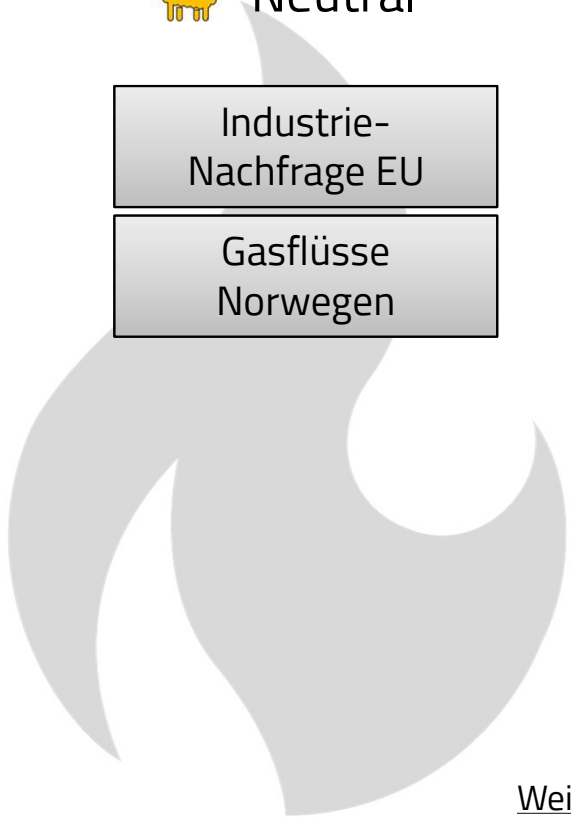 Neutral
Industrie-
Nachfrage EU
Gasflüsse
Norwegen
Wei